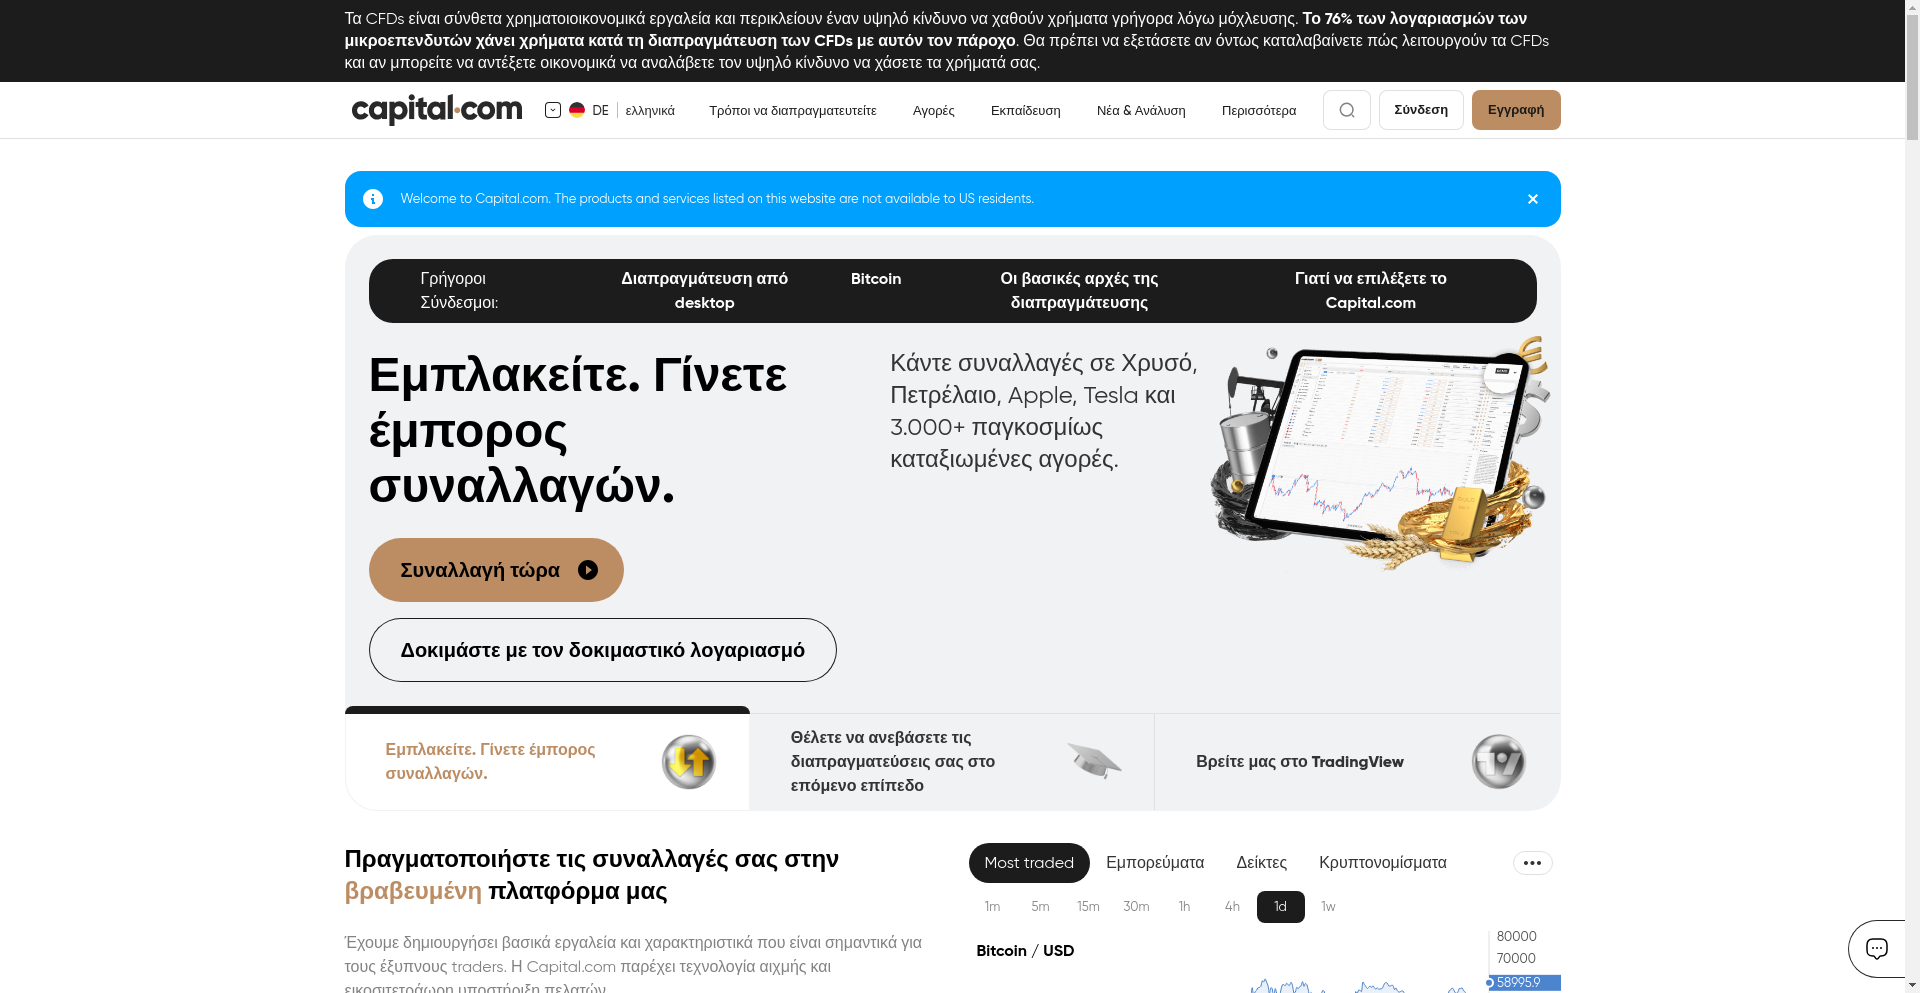 Τα CFDs είναι σύνθετα χρηματοιοικονομικά εργαλεία και περικλείουν έναν υψηλό κίνδυνο να χαθούν χρήματα γρήγορα λόγω μόχλευσης. Το 76% των λογαριασμών των
μικροεπενδυτών χάνει χρήματα κατά τη διαπραγμάτευση των CFDs με αυτόν τον πάροχο. Θα πρέπει να εξετάσετε αν όντως καταλαβαίνετε πώς λειτουργούν τα CFDs
και αν μπορείτε να αντέξετε οικονομικά να αναλάβετε τον υψηλό κίνδυνο να χάσετε τα χρήματά σας.
capital.com DE ελληνικά Τρόποι να διαπραγματευτείτε Αγορές Εκπαίδευση Νέα & Ανάλυση Περισσότερα Σύνδεση Εγγραφή
Welcome to Capital.com. The products and services listed on this website are not available to US residents.
Γρήγοροι
Σύνδεσμοι:
Διαπραγμάτευση από
desktop
Bitcoin
Οι βασικές αρχές της
διαπραγμάτευσης
Γιατί να επιλέξετε το
Capital.com
Εμπλακείτε. Γίνετε
έμπορος
συναλλαγών.
Κάντε συναλλαγές σε Χρυσό,
Πετρέλαιο, Apple, Tesla και
3.000+ παγκοσμίως
καταξιωμένες αγορές.
Συναλλαγή τώρα
Δοκιμάστε με τον δοκιμαστικό λογαριασμό
Εμπλακείτε. Γίνετε έμπορος
συναλλαγών.
Θέλετε να ανεβάσετε τις
διαπραγματεύσεις σας στο
επόμενο επίπεδο
Βρείτε μας στο TradingView
Πραγματοποιήστε τις συναλλαγές σας στην
βραβευμένη πλατφόρμα μας
Έχουμε δημιουργήσει βασικά εργαλεία και χαρακτηριστικά που είναι σημαντικά για
τους έξυπνους traders. Η Capital.com παρέχει τεχνολογία αιχμής και
εικοσιτετράωρη υποστήριξη πελατών.
Most traded Εμπορεύματα Δείκτες Κρυπτονομίσματα
1m 5m 15m 30m 1h 4h 1d 1w
Bitcoin / USD
80000
70000
58995.9